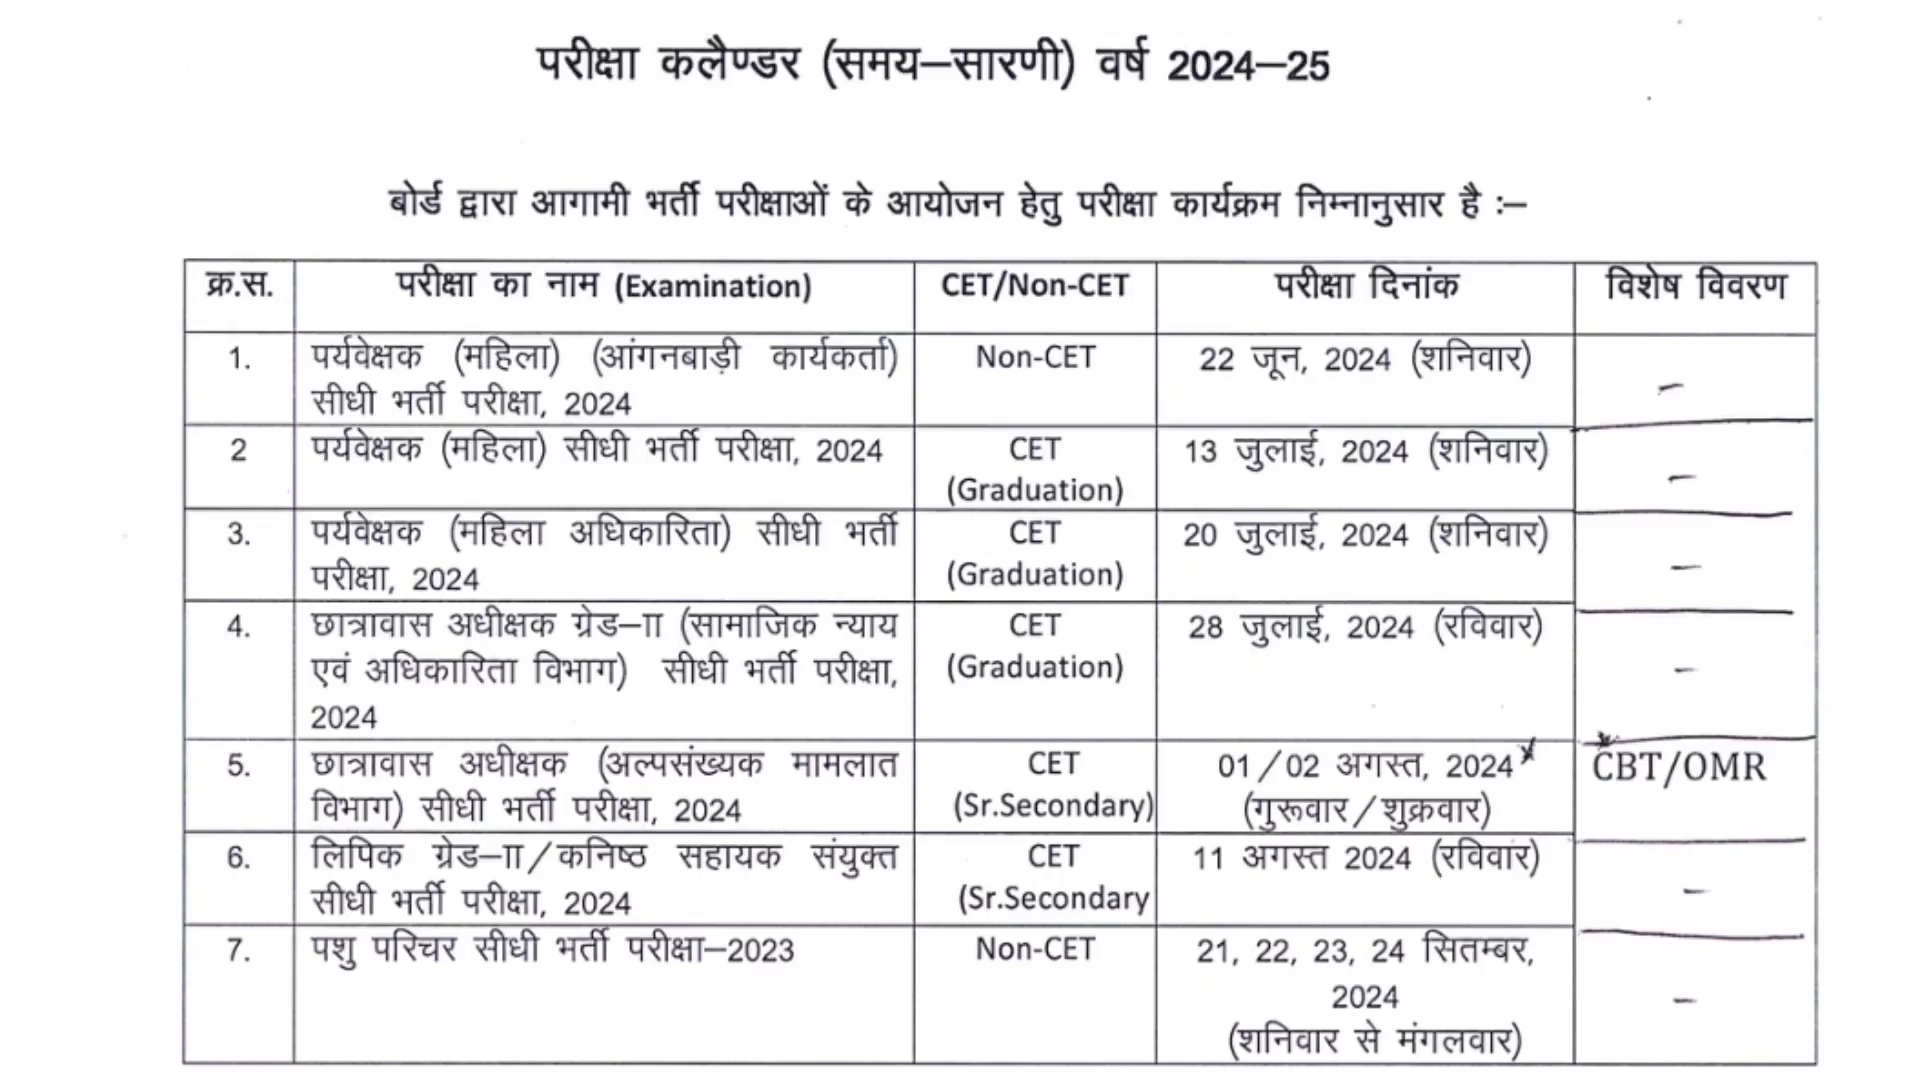 परीक्षा कलैण्डर (समय–सारणी) वर्ष 2024–25
बोर्ड द्वारा आगामी भर्ती परीक्षाओं के आयोजन हेतु परीक्षा कार्यक्रम निम्नानुसार है :–
क्र.स. परीक्षा का नाम (Examination) CET/Non-CET परीक्षा दिनांक विशेष विवरण
1. पर्यवेक्षक (महिला) (आंगनबाड़ी कार्यकर्ता) Non-CET 22 जून, 2024 (शनिवार) –
सीधी भर्ती परीक्षा, 2024
2 पर्यवेक्षक (महिला) सीधी भर्ती परीक्षा, 2024 CET 13 जुलाई, 2024 (शनिवार) –
(Graduation)
3. पर्यवेक्षक (महिला अधिकारिता) सीधी भर्ती CET 20 जुलाई, 2024 (शनिवार) –
परीक्षा, 2024 (Graduation)
4. छात्रावास अधीक्षक ग्रेड–II (सामाजिक न्याय CET 28 जुलाई, 2024 (रविवार) –
एवं अधिकारिता विभाग) सीधी भर्ती परीक्षा, (Graduation)
2024
5. छात्रावास अधीक्षक (अल्पसंख्यक मामलात CET 01/02 अगस्त, 2024* *CBT/OMR
विभाग) सीधी भर्ती परीक्षा, 2024 (Sr.Secondary) (गुरूवार/शुक्रवार)
6. लिपिक ग्रेड–II/कनिष्ठ सहायक संयुक्त CET 11 अगस्त 2024 (रविवार) –
सीधी भर्ती परीक्षा, 2024 (Sr.Secondary
7. पशु परिचर सीधी भर्ती परीक्षा–2023 Non-CET 21, 22, 23, 24 सितम्बर, –
2024
(शनिवार से मंगलवार)